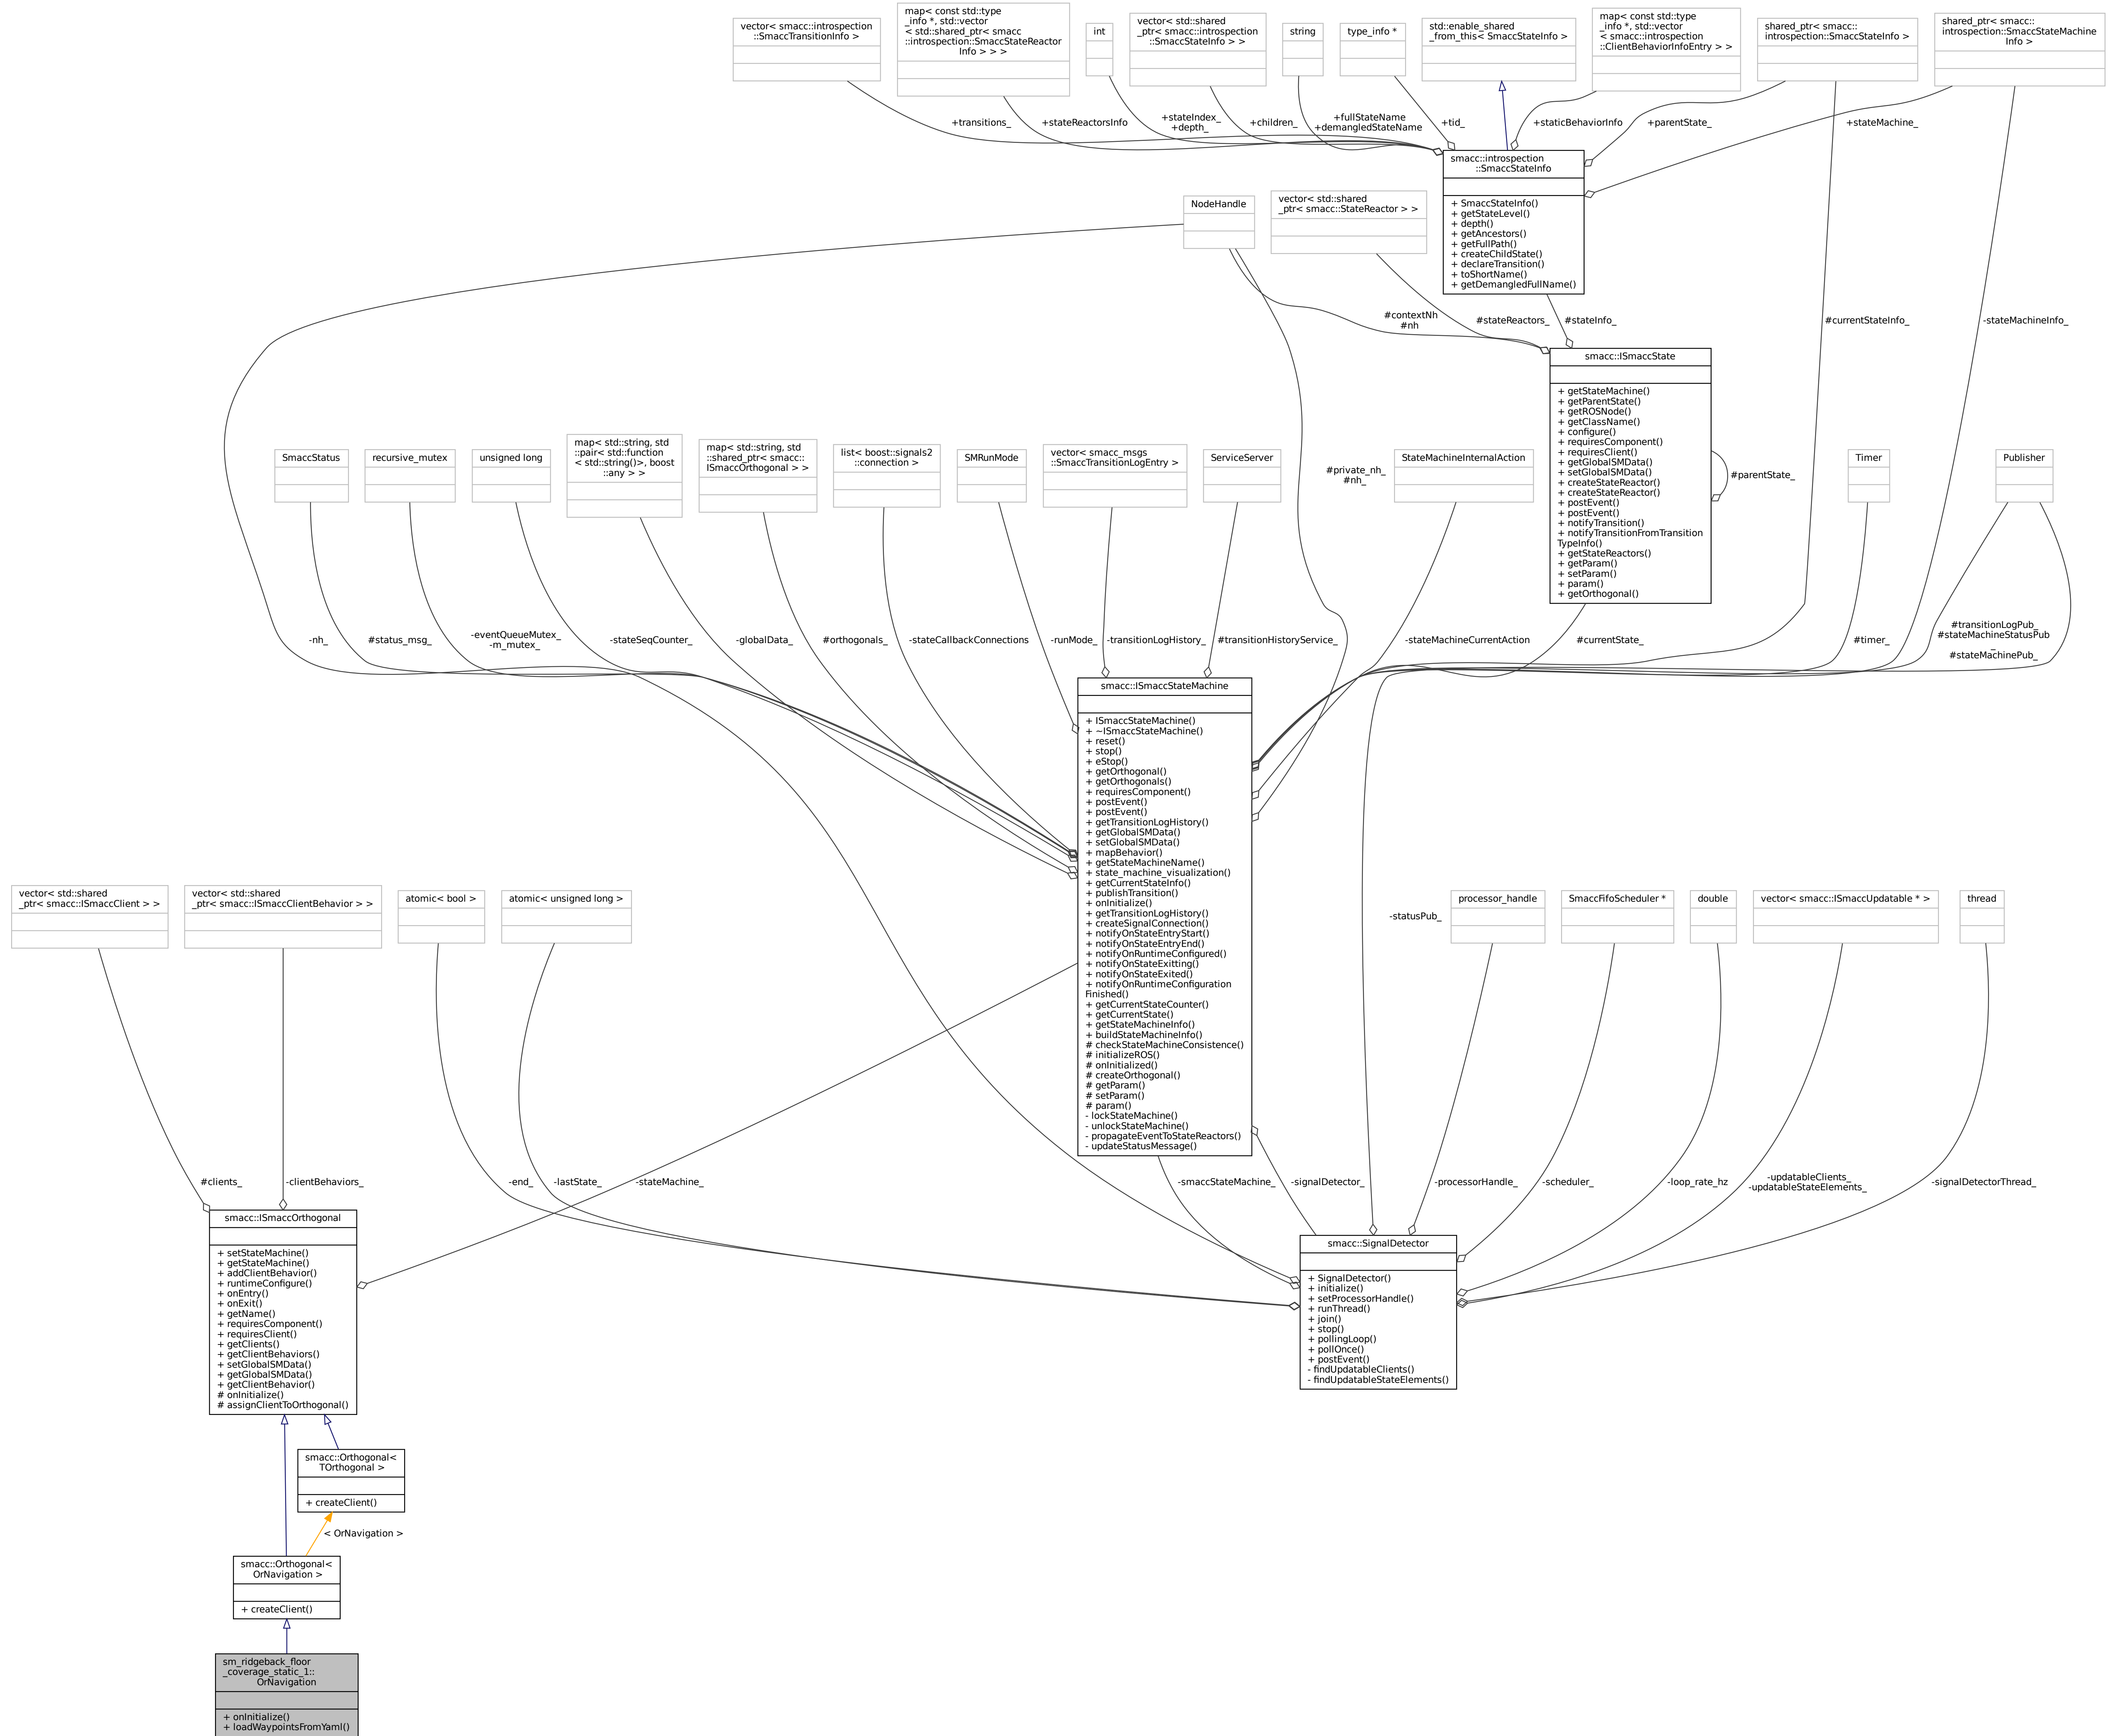 vector< smacc::introspection
::SmaccTransitionInfo >
map< const std::type
_info *, std::vector
< std::shared_ptr< smacc
::introspection::SmaccStateReactor
Info > > >
int
vector< std::shared
_ptr< smacc::introspection
::SmaccStateInfo > >
string
type_info *
std::enable_shared
_from_this< SmaccStateInfo >
map< const std::type
_info *, std::vector
< smacc::introspection
::ClientBehaviorInfoEntry > >
shared_ptr< smacc::
introspection::SmaccStateInfo >
shared_ptr< smacc::
introspection::SmaccStateMachine
Info >
+transitions_
+stateReactorsInfo
+stateIndex_
+depth_
+children_
+fullStateName
+demangledStateName
+tid_
+staticBehaviorInfo
+parentState_
+stateMachine_
smacc::introspection
::SmaccStateInfo
+ SmaccStateInfo()
+ getStateLevel()
+ depth()
+ getAncestors()
+ getFullPath()
+ createChildState()
+ declareTransition()
+ toShortName()
+ getDemangledFullName()
NodeHandle
vector< std::shared
_ptr< smacc::StateReactor > >
#contextNh
#nh
#stateReactors_
#stateInfo_
#currentStateInfo_
-stateMachineInfo_
smacc::ISmaccState
+ getStateMachine()
+ getParentState()
+ getROSNode()
+ getClassName()
+ configure()
+ requiresComponent()
+ requiresClient()
+ getGlobalSMData()
+ setGlobalSMData()
+ createStateReactor()
+ createStateReactor()
+ postEvent()
+ postEvent()
+ notifyTransition()
+ notifyTransitionFromTransition
TypeInfo()
+ getStateReactors()
+ getParam()
+ setParam()
+ param()
+ getOrthogonal()
#parentState_
SmaccStatus
recursive_mutex
unsigned long
map< std::string, std
::pair< std::function
< std::string()>, boost
::any > >
map< std::string, std
::shared_ptr< smacc::
ISmaccOrthogonal > >
list< boost::signals2
::connection >
SMRunMode
vector< smacc_msgs
::SmaccTransitionLogEntry >
ServiceServer
#private_nh_
#nh_
StateMachineInternalAction
Timer
Publisher
-nh_
#status_msg_
-eventQueueMutex_
-m_mutex_
-stateSeqCounter_
-globalData_
#orthogonals_
-stateCallbackConnections
-runMode_
-transitionLogHistory_
#transitionHistoryService_
-stateMachineCurrentAction
#currentState_
#timer_
#transitionLogPub_
#stateMachineStatusPub
_
#stateMachinePub_
smacc::ISmaccStateMachine
+ ISmaccStateMachine()
+ ~ISmaccStateMachine()
+ reset()
+ stop()
+ eStop()
+ getOrthogonal()
+ getOrthogonals()
+ requiresComponent()
+ postEvent()
+ postEvent()
+ getTransitionLogHistory()
+ getGlobalSMData()
+ setGlobalSMData()
+ mapBehavior()
+ getStateMachineName()
+ state_machine_visualization()
+ getCurrentStateInfo()
+ publishTransition()
+ onInitialize()
+ getTransitionLogHistory()
+ createSignalConnection()
+ notifyOnStateEntryStart()
+ notifyOnStateEntryEnd()
+ notifyOnRuntimeConfigured()
+ notifyOnStateExitting()
+ notifyOnStateExited()
+ notifyOnRuntimeConfiguration
Finished()
+ getCurrentStateCounter()
+ getCurrentState()
+ getStateMachineInfo()
+ buildStateMachineInfo()
# checkStateMachineConsistence()
# initializeROS()
# onInitialized()
# createOrthogonal()
# getParam()
# setParam()
# param()
- lockStateMachine()
- unlockStateMachine()
- propagateEventToStateReactors()
- updateStatusMessage()
vector< std::shared
_ptr< smacc::ISmaccClient > >
vector< std::shared
_ptr< smacc::ISmaccClientBehavior > >
atomic< bool >
atomic< unsigned long >
-statusPub_
processor_handle
SmaccFifoScheduler *
double
vector< smacc::ISmaccUpdatable * >
thread
#clients_
-clientBehaviors_
-end_
-lastState_
-stateMachine_
-smaccStateMachine_
-signalDetector_
-processorHandle_
-scheduler_
-loop_rate_hz
-updatableClients_
-updatableStateElements_
-signalDetectorThread_
smacc::ISmaccOrthogonal
+ setStateMachine()
+ getStateMachine()
+ addClientBehavior()
+ runtimeConfigure()
+ onEntry()
+ onExit()
+ getName()
+ requiresComponent()
+ requiresClient()
+ getClients()
+ getClientBehaviors()
+ setGlobalSMData()
+ getGlobalSMData()
+ getClientBehavior()
# onInitialize()
# assignClientToOrthogonal()
smacc::SignalDetector
+ SignalDetector()
+ initialize()
+ setProcessorHandle()
+ runThread()
+ join()
+ stop()
+ pollingLoop()
+ pollOnce()
+ postEvent()
- findUpdatableClients()
- findUpdatableStateElements()
smacc::Orthogonal<
TOrthogonal >
+ createClient()
< OrNavigation >
smacc::Orthogonal<
OrNavigation >
+ createClient()
sm_ridgeback_floor
_coverage_static_1::
OrNavigation
+ onInitialize()
+ loadWaypointsFromYaml()